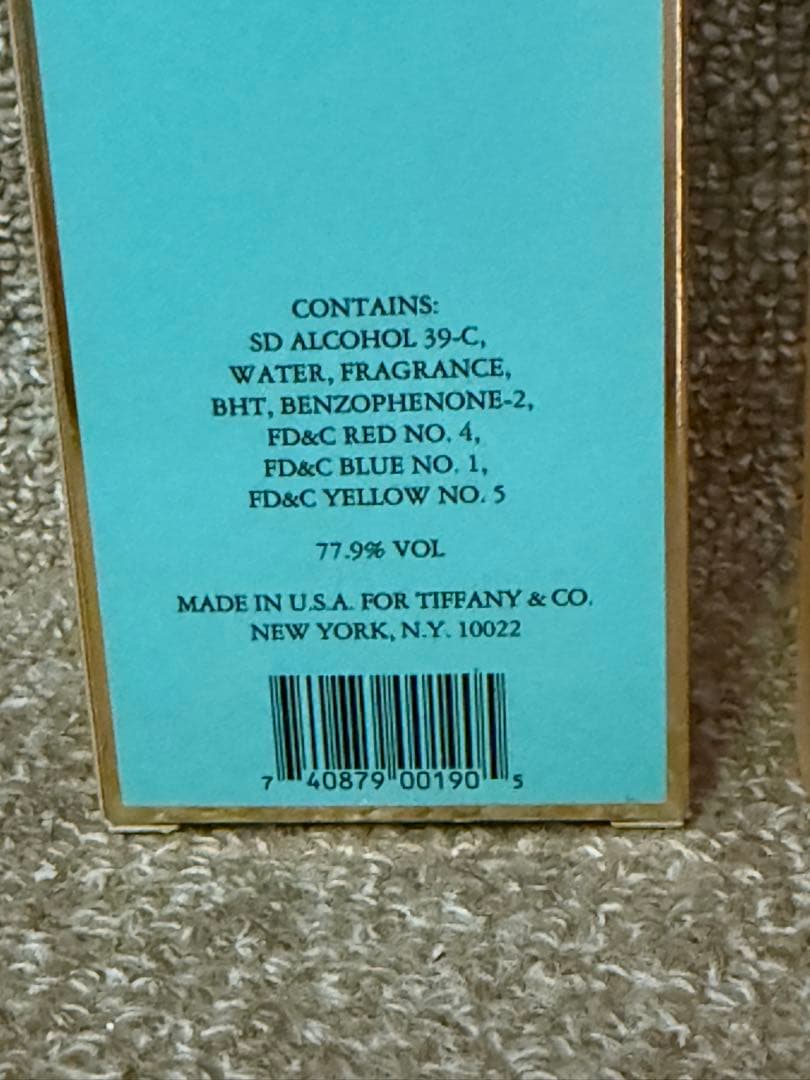 CONTAINS:
SD ALCOHOL 39-C,
WATER, FRAGRANCE,
BHT, BENZOPHENONE-2,
FD&C RED NO. 4,
FD&C BLUE NO. 1,
FD&C YELLOW NO. 5
77.9% VOL
MADE IN U.S.A. FOR TIFFANY & CO.
NEW YORK, N.Y. 10022
7 40879 00190 5